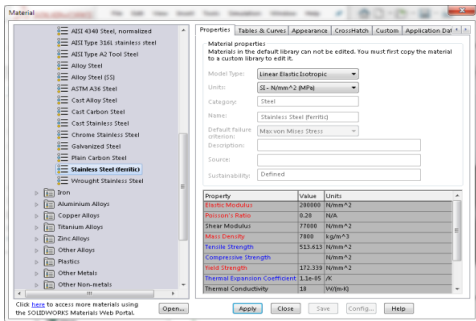 Material
AISI 4340 Steel, normalized
AISI Type 316L stainless steel
AISI Type A2 Tool Steel
Alloy Steel
Alloy Steel (SS)
ASTM A36 Steel
Cast Alloy Steel
Cast Carbon Steel
Cast Stainless Steel
Chrome Stainless Steel
Galvanized Steel
Plain Carbon Steel
Stainless Steel (ferritic)
Wrought Stainless Steel
Iron
Aluminium Alloys
Copper Alloys
Titanium Alloys
Zinc Alloys
Other Alloys
Plastics
Other Metals
Other Non-metals
Click here to access more materials using
the SOLIDWORKS Materials Web Portal.
Open...
Properties Tables & Curves Appearance CrossHatch Custom Application Dat
Material properties
Materials in the default library can not be edited. You must first copy the material
to a custom library to edit it.
Model Type: Linear Elastic Isotropic
Units: SI - N/mm^2 (MPa)
Category: Steel
Name: Stainless Steel (ferritic)
Default failure criterion: Max von Mises Stress
Description:
Source:
Sustainability: Defined
Property Value Units
Elastic Modulus 200000 N/mm^2
Poisson's Ratio 0.28 N/A
Shear Modulus 77000 N/mm^2
Mass Density 7800 kg/m^3
Tensile Strength 513.613 N/mm^2
Compressive Strength N/mm^2
Yield Strength 172.339 N/mm^2
Thermal Expansion Coefficient 1.1e-05 /K
Thermal Conductivity 18 W/(m·K)
Apply Close Save Config... Help